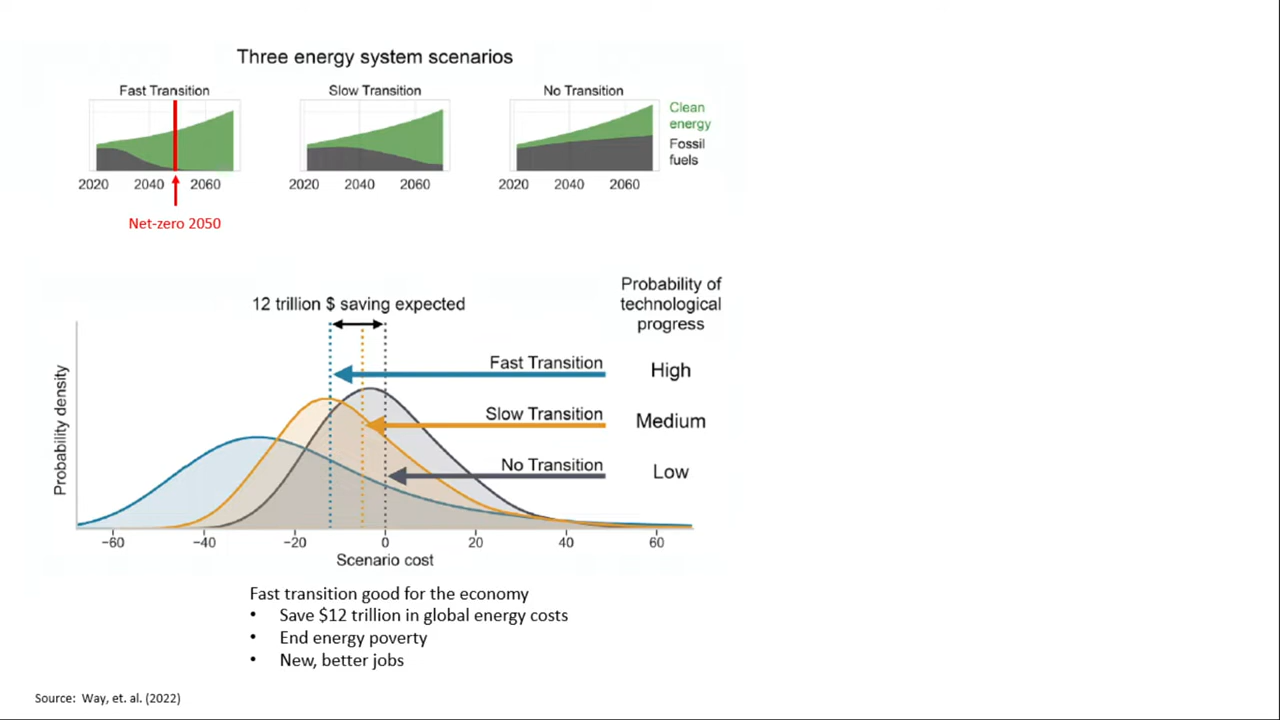 Three energy system scenarios
Fast Transition
Slow Transition
No Transition
Clean
energy
Fossil
fuels
2020 2040 2060
2020 2040 2060
2020 2040 2060
Net-zero 2050
Probability of
technological
progress
12 trillion $ saving expected
Fast Transition High
Slow Transition Medium
No Transition Low
Probability density
−60 −40 −20 0 20 40 60
Scenario cost
Fast transition good for the economy
• Save $12 trillion in global energy costs
• End energy poverty
• New, better jobs
Source: Way, et. al. (2022)